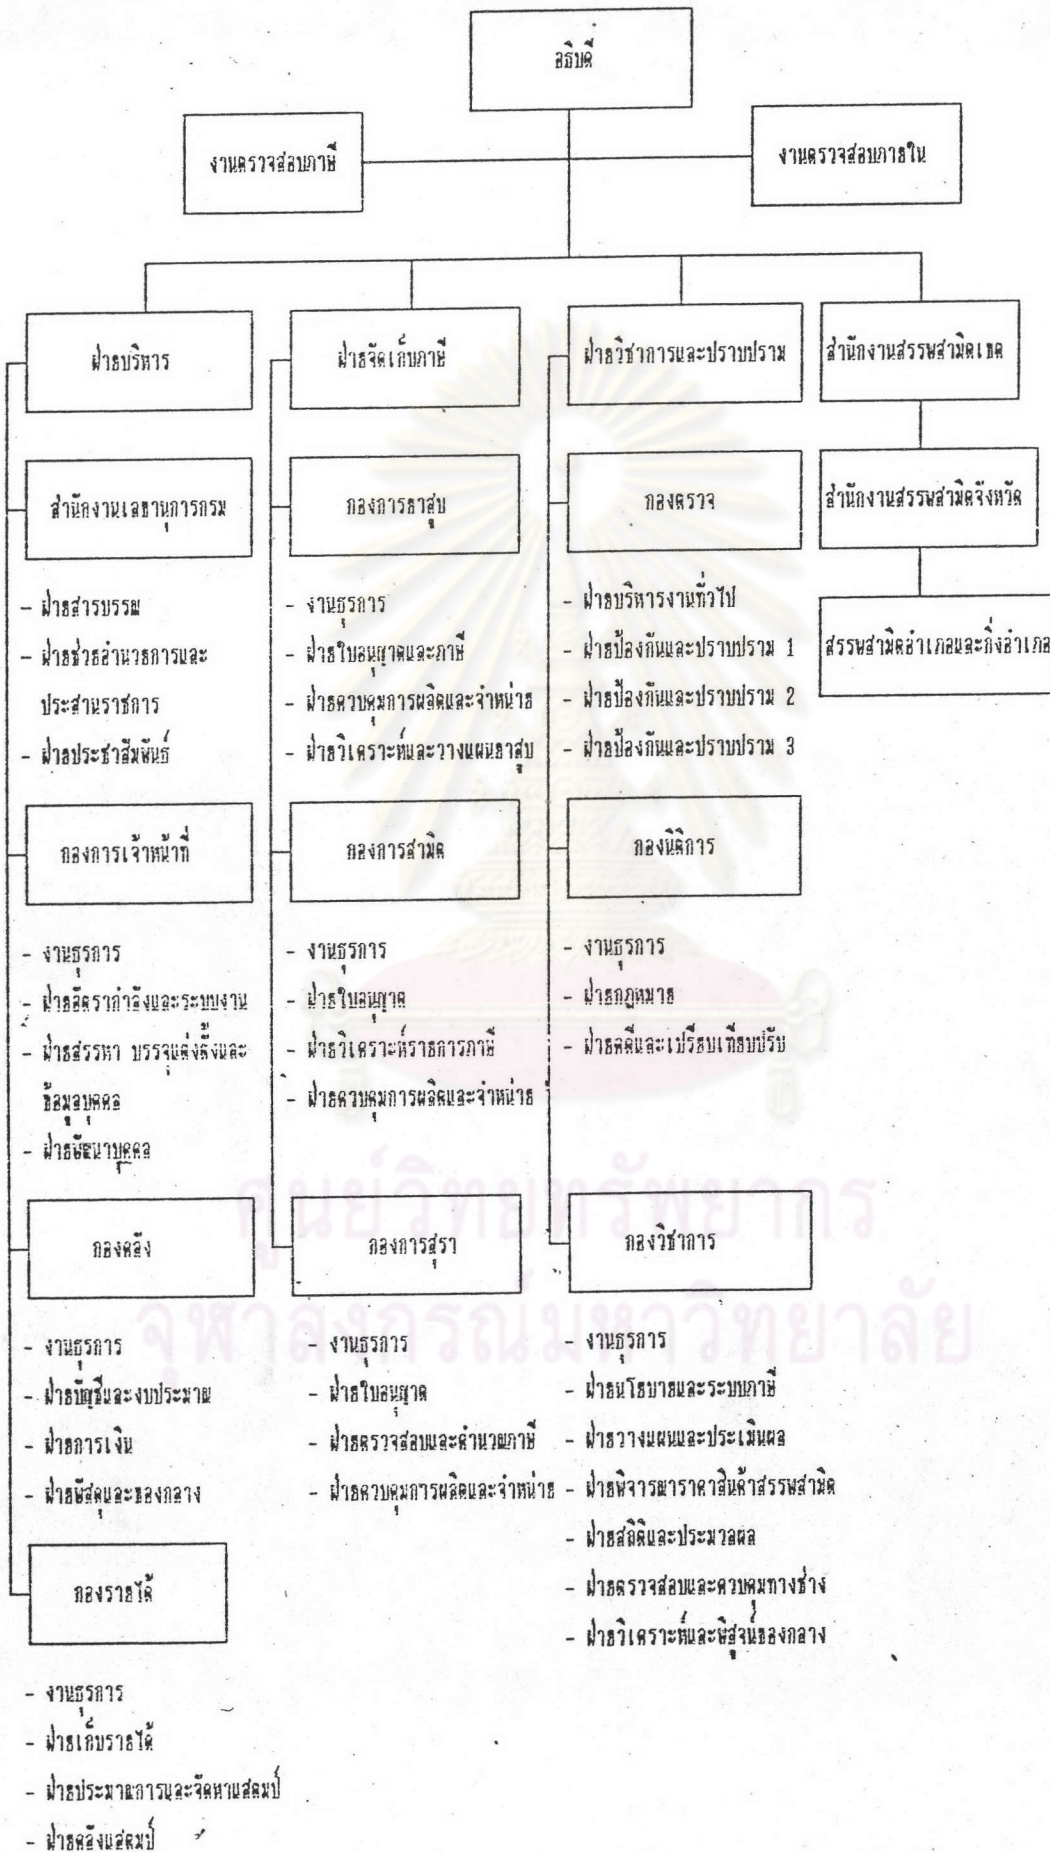 อธิบดี
งานตรวจสอบภาษี
งานตรวจสอบภายใน
ฝ่ายบริหาร
ฝ่ายจัดเก็บภาษี
ฝ่ายวิชาการและปราบปราม
สำนักงานสรรพสามิตเขต
สำนักงานเลขานุการกรม
กองการยาสูบ
กองตรวจ
สำนักงานสรรพสามิตจังหวัด
- ฝ่ายสารบรรณ
- ฝ่ายช่วยอำนวยการและ
ประสานราชการ
- ฝ่ายประชาสัมพันธ์
- งานธุรการ
- ฝ่ายใบอนุญาตและภาษี
- ฝ่ายควบคุมการผลิตและจำหน่าย
- ฝ่ายวิเคราะห์และวางแผนยาสูบ
- ฝ่ายบริหารงานทั่วไป
- ฝ่ายป้องกันและปราบปราม 1
- ฝ่ายป้องกันและปราบปราม 2
- ฝ่ายป้องกันและปราบปราม 3
สรรพสามิตอำเภอและกิ่งอำเภอ
กองการเจ้าหน้าที่
กองการสามิต
กองนิติการ
- งานธุรการ
- ฝ่ายอัตรากำลังและระบบงาน
- ฝ่ายสรรหา บรรจุแต่งตั้งและ
ข้อมูลบุคคล
- ฝ่ายพัฒนาบุคคล
- งานธุรการ
- ฝ่ายใบอนุญาต
- ฝ่ายวิเคราะห์รายการภาษี
- ฝ่ายควบคุมการผลิตและจำหน่าย
- งานธุรการ
- ฝ่ายกฎหมาย
- ฝ่ายคดีและเปรียบเทียบปรับ
กองคลัง
กองการสุรา
กองวิชาการ
- งานธุรการ
- ฝ่ายบัญชีและงบประมาณ
- ฝ่ายการเงิน
- ฝ่ายพัสดุและของกลาง
- งานธุรการ
- ฝ่ายใบอนุญาต
- ฝ่ายตรวจสอบและคำนวณภาษี
- ฝ่ายควบคุมการผลิตและจำหน่าย
- งานธุรการ
- ฝ่ายนโยบายและระบบภาษี
- ฝ่ายวางแผนและประเมินผล
- ฝ่ายพิจารณาราคาสินค้าสรรพสามิต
- ฝ่ายสถิติและประมวลผล
- ฝ่ายตรวจสอบและควบคุมทางช่าง
- ฝ่ายวิเคราะห์และพิสูจน์ของกลาง
กองรายได้
- งานธุรการ
- ฝ่ายเก็บรายได้
- ฝ่ายประมาณการและจัดหาแสตมป์
- ฝ่ายคลังแสตมป์
ศูนย์วิทยทรัพยากร
จุฬาลงกรณ์มหาวิทยาลัย